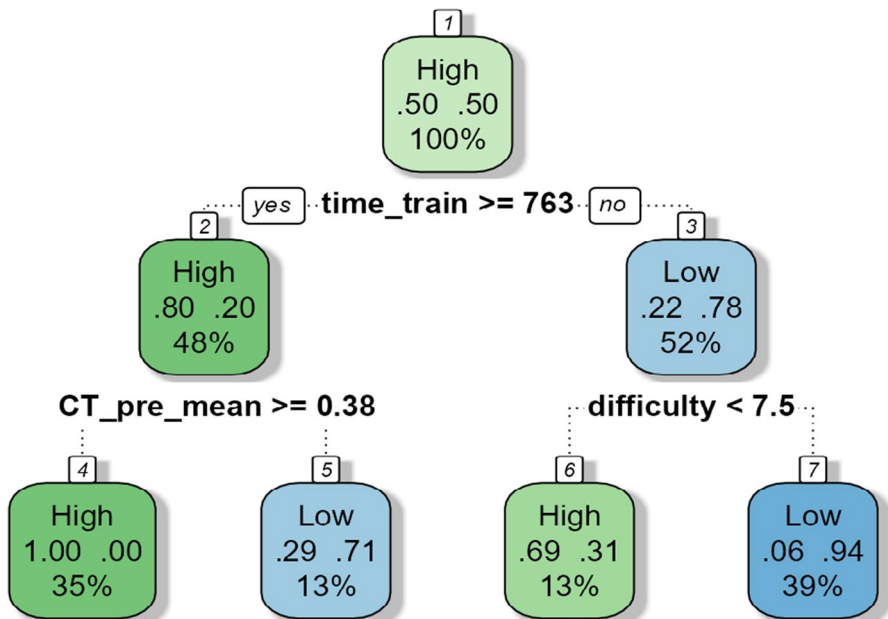 1
High
.50 .50
100%
yes time_train >= 763 no
2
High
.80 .20
48%
3
Low
.22 .78
52%
CT_pre_mean >= 0.38
difficulty < 7.5
4
High
1.00 .00
35%
5
Low
.29 .71
13%
6
High
.69 .31
13%
7
Low
.06 .94
39%